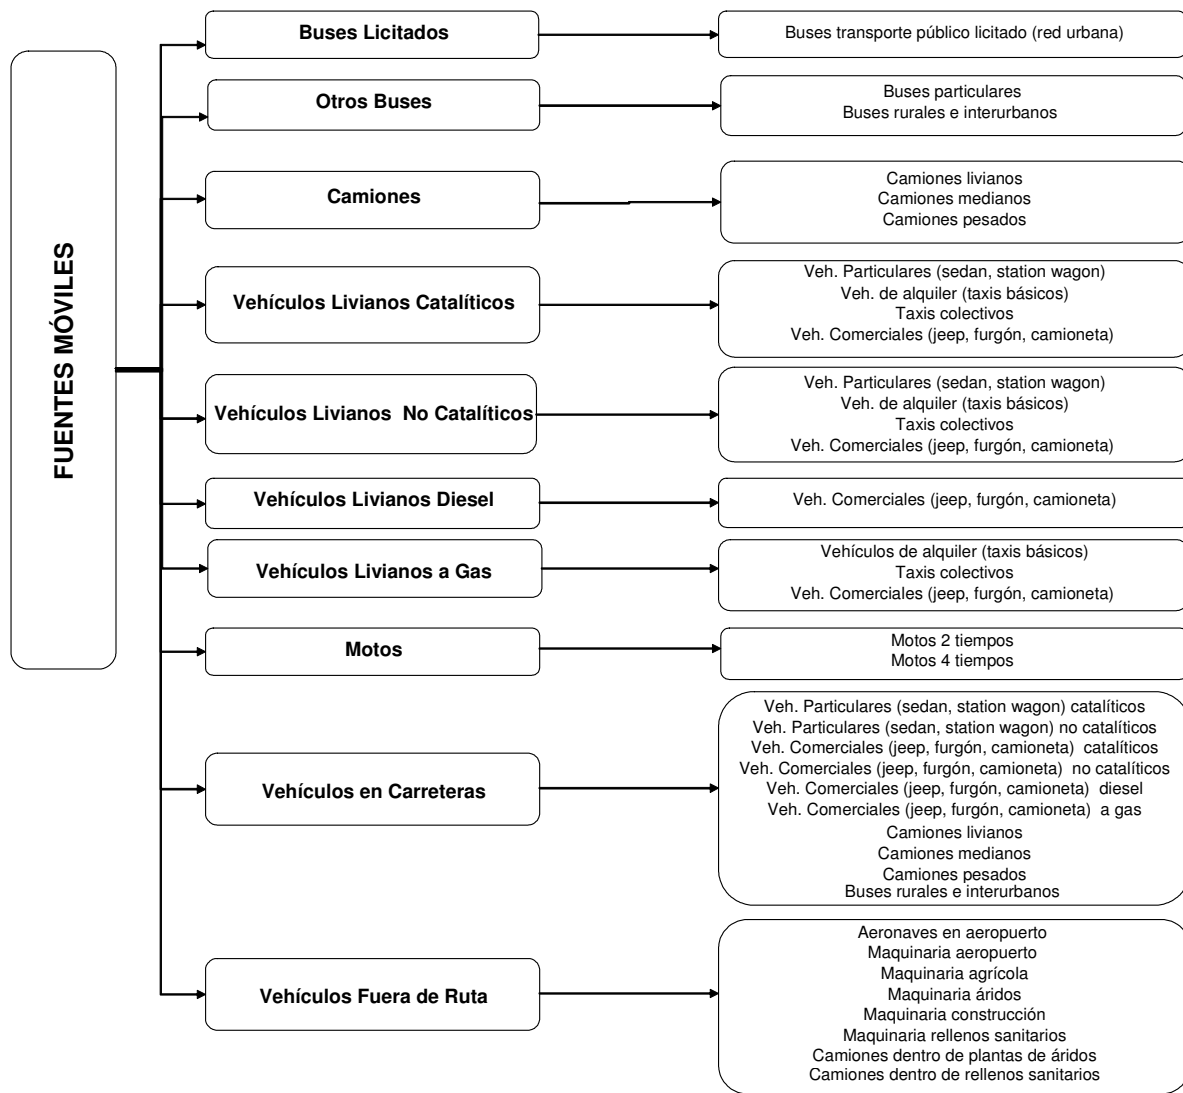 FUENTES MÓVILES
Buses Licitados
Buses transporte público licitado (red urbana)
Otros Buses
Buses particulares
Buses rurales e interurbanos
Camiones
Camiones livianos
Camiones medianos
Camiones pesados
Vehículos Livianos Catalíticos
Veh. Particulares (sedan, station wagon)
Veh. de alquiler (taxis básicos)
Taxis colectivos
Veh. Comerciales (jeep, furgón, camioneta)
Vehículos Livianos No Catalíticos
Veh. Particulares (sedan, station wagon)
Veh. de alquiler (taxis básicos)
Taxis colectivos
Veh. Comerciales (jeep, furgón, camioneta)
Vehículos Livianos Diesel
Veh. Comerciales (jeep, furgón, camioneta)
Vehículos Livianos a Gas
Vehículos de alquiler (taxis básicos)
Taxis colectivos
Veh. Comerciales (jeep, furgón, camioneta)
Motos
Motos 2 tiempos
Motos 4 tiempos
Vehículos en Carreteras
Veh. Particulares (sedan, station wagon) catalíticos
Veh. Particulares (sedan, station wagon) no catalíticos
Veh. Comerciales (jeep, furgón, camioneta) catalíticos
Veh. Comerciales (jeep, furgón, camioneta) no catalíticos
Veh. Comerciales (jeep, furgón, camioneta) diesel
Veh. Comerciales (jeep, furgón, camioneta) a gas
Camiones livianos
Camiones medianos
Camiones pesados
Buses rurales e interurbanos
Vehículos Fuera de Ruta
Aeronaves en aeropuerto
Maquinaria aeropuerto
Maquinaria agrícola
Maquinaria áridos
Maquinaria construcción
Maquinaria rellenos sanitarios
Camiones dentro de plantas de áridos
Camiones dentro de rellenos sanitarios